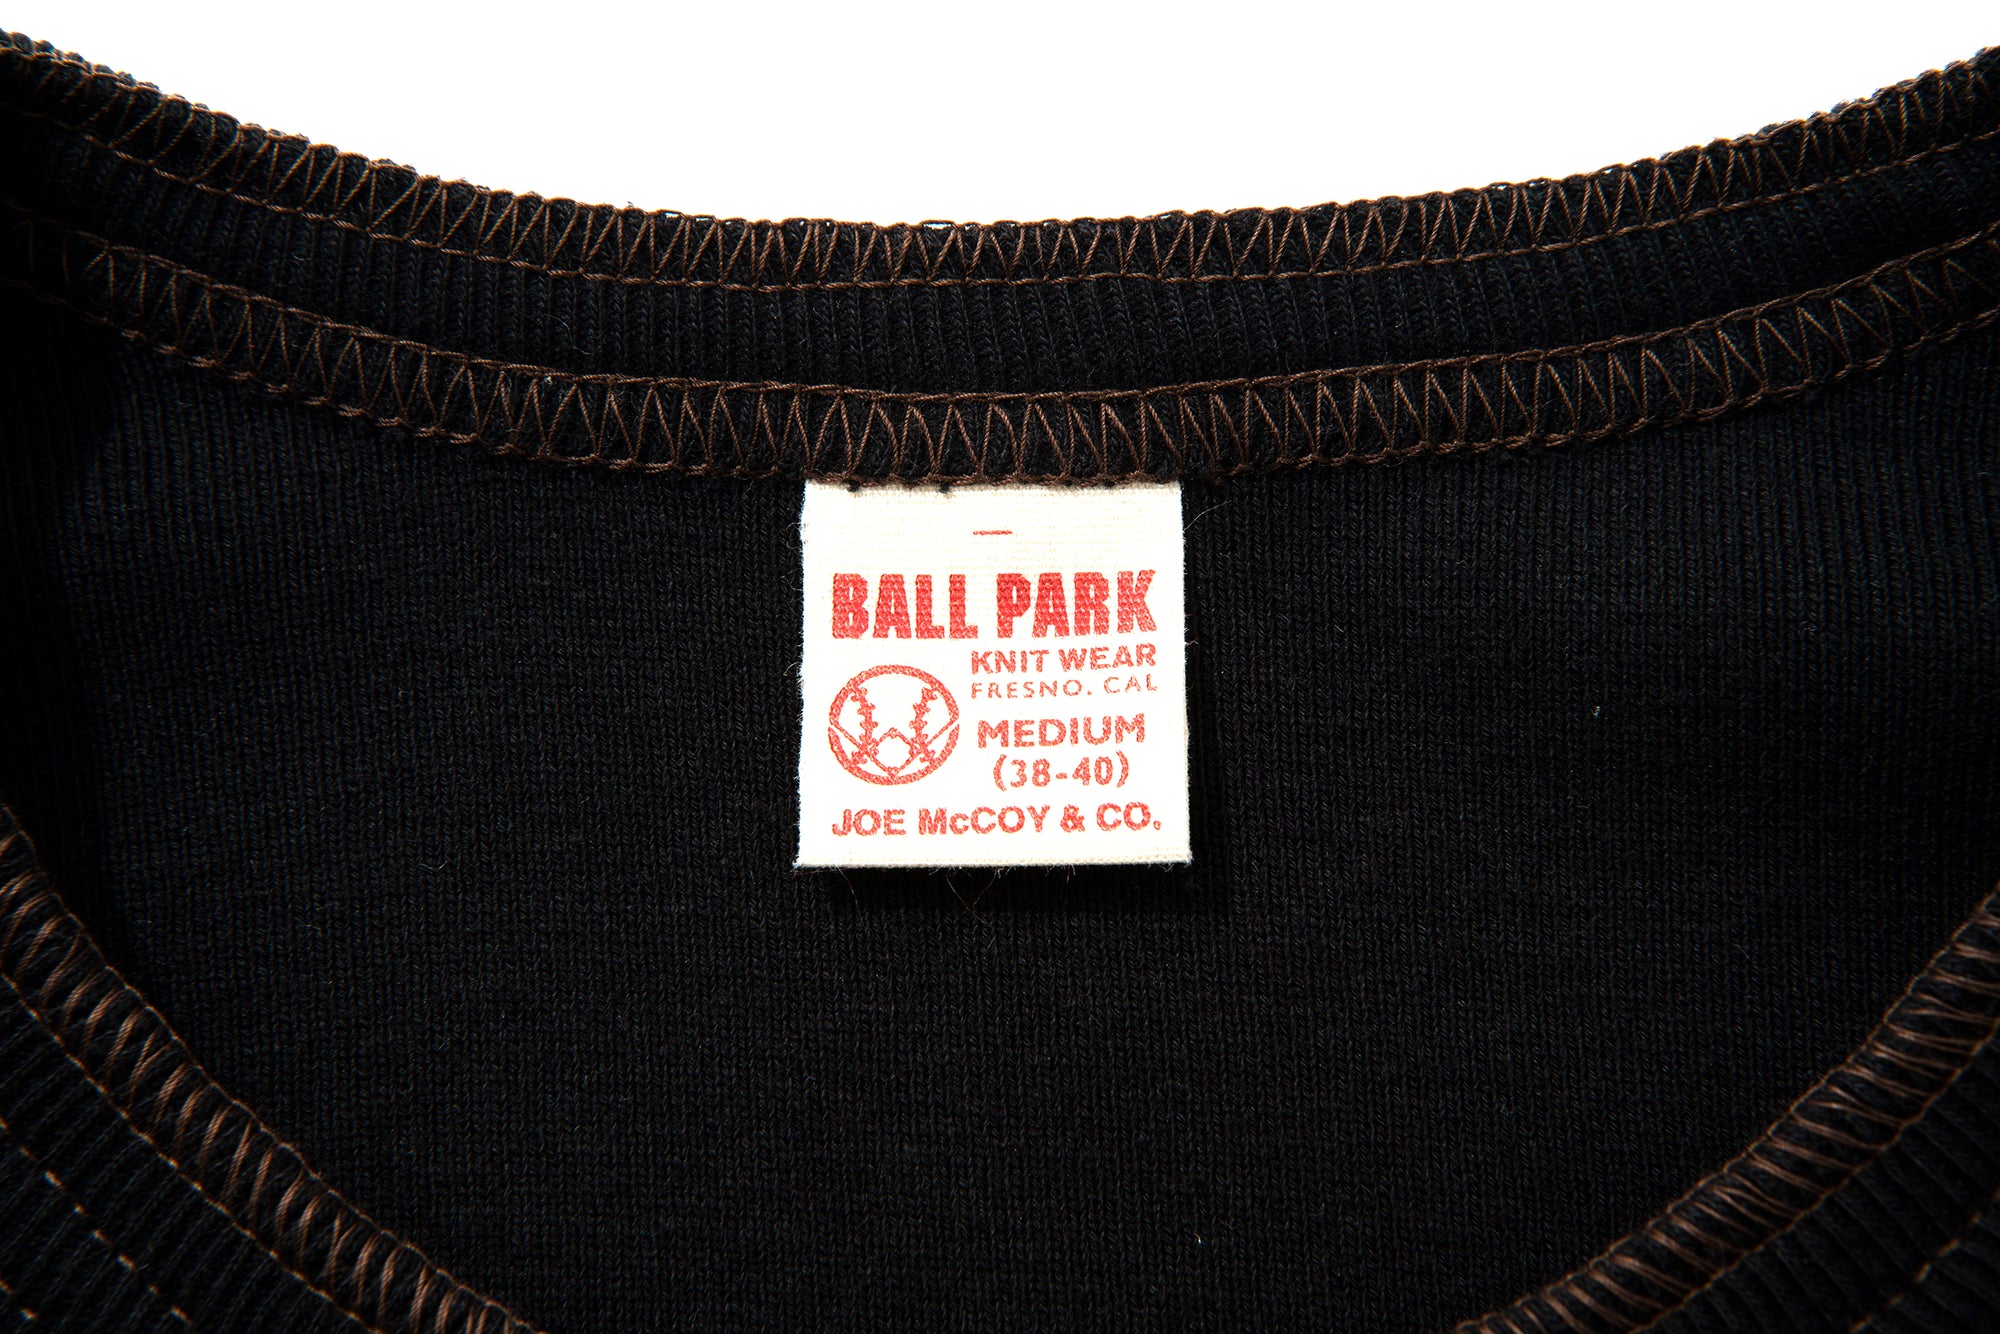 BALL PARK
KNIT WEAR
FRESNO. CAL
MEDIUM
(38-40)
JOE McCOY & CO.